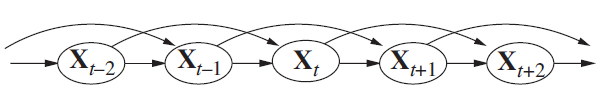 X_{t–2} X_{t–1} X_t X_{t+1} X_{t+2}